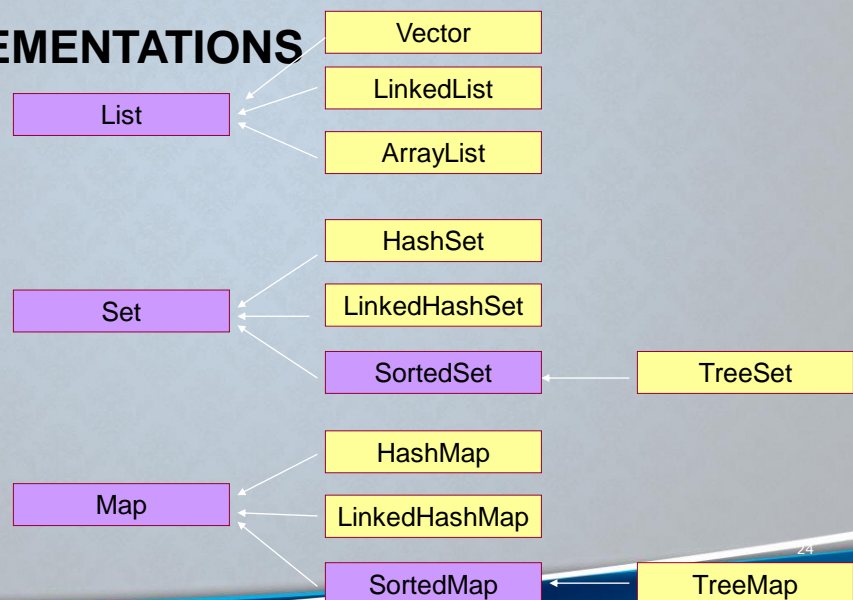 EMENTATIONS
Vector
LinkedList
List
ArrayList
HashSet
Set
LinkedHashSet
SortedSet
TreeSet
HashMap
Map
LinkedHashMap
24
SortedMap
TreeMap